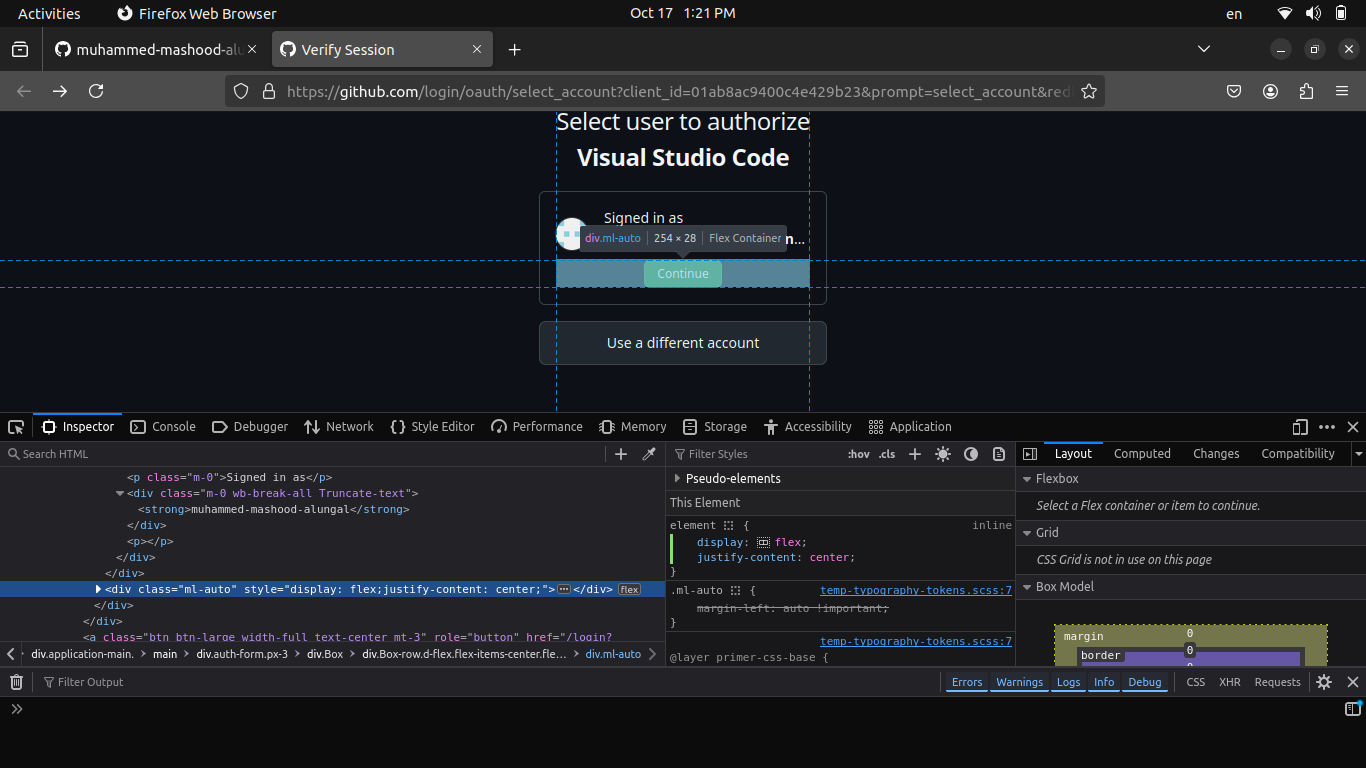 Activities
Firefox Web Browser
Oct 17 1:21 PM
en
muhammed-mashood-alu
Verify Session
https://github.com/login/oauth/select_account?client_id=01ab8ac9400c4e429b23&prompt=select_account&red
Select user to authorize
Visual Studio Code
Signed in as
n...
div.ml-auto 254 × 28 Flex Container
Continue
Use a different account
Inspector Console Debugger Network Style Editor Performance Memory Storage Accessibility Application
Search HTML
<p class="m-0">Signed in as</p>
<div class="m-0 wb-break-all Truncate-text">
<strong>muhammed-mashood-alungal</strong>
</div>
<p></p>
</div>
</div>
<div class="ml-auto" style="display: flex;justify-content: center;"> ⋯ </div> flex
</div>
</div>
<a class="btn btn-large width-full text-center mt-3" role="button" href="/login?
div.application-main. main div.auth-form.px-3 div.Box div.Box-row.d-flex.flex-items-center.fle… div.ml-auto
Filter Styles :hov .cls
Pseudo-elements
This Element
element { inline
display: flex;
justify-content: center;
}
.ml-auto { temp-typography-tokens.scss:7
margin-left: auto !important;
}
temp-typography-tokens.scss:7
@layer primer-css-base {
Layout Computed Changes Compatibility
Flexbox
Select a Flex container or item to continue.
Grid
CSS Grid is not in use on this page
Box Model
margin 0
border 0
Filter Output
Errors Warnings Logs Info Debug CSS XHR Requests